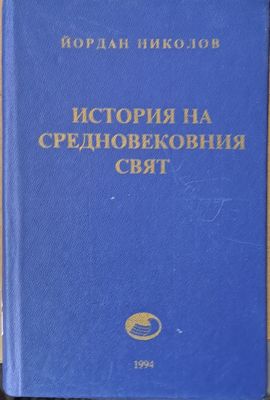 ЙОРДАН НИКОЛОВ
ИСТОРИЯ НА
СРЕДНОВЕКОВНИЯ
СВЯТ
1994